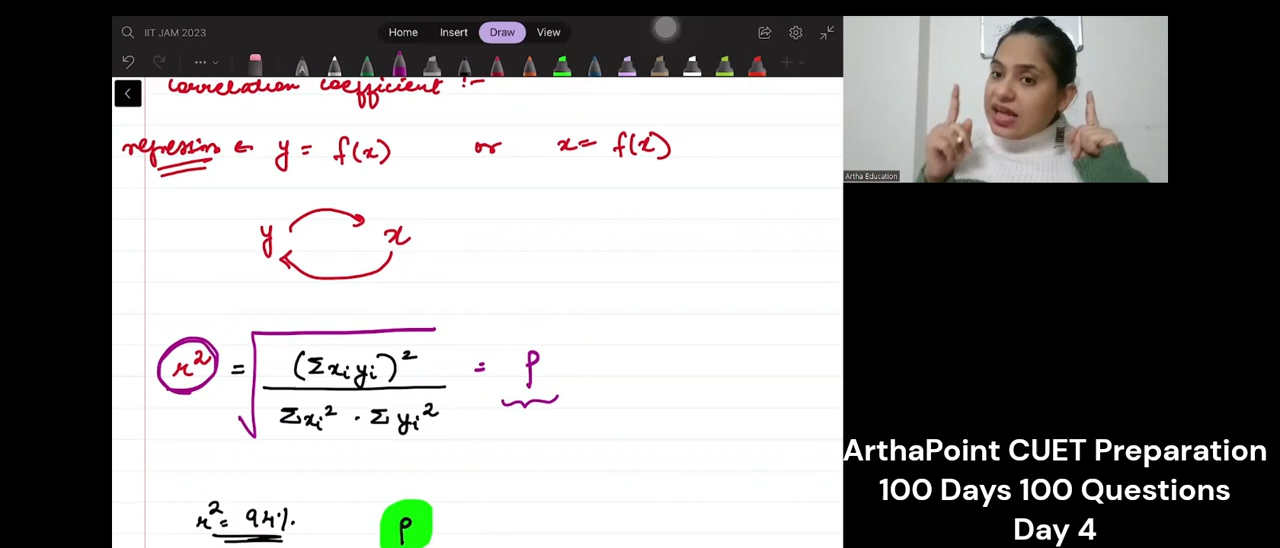 IIT JAM 2023
Home Insert Draw View
correlation coefficient :-
regression ← y = f(x) or x = f(x)
y x
r² = √((Σxᵢyᵢ)² / Σxᵢ² · Σyᵢ²) = ρ
r² = 94%. ρ
Artha Education
ArthaPoint CUET Preparation
100 Days 100 Questions
Day 4